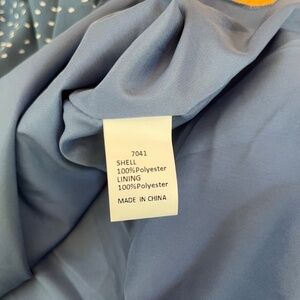 7041
SHELL
100%Polyester
LINING
100%Polyester
MADE IN CHINA